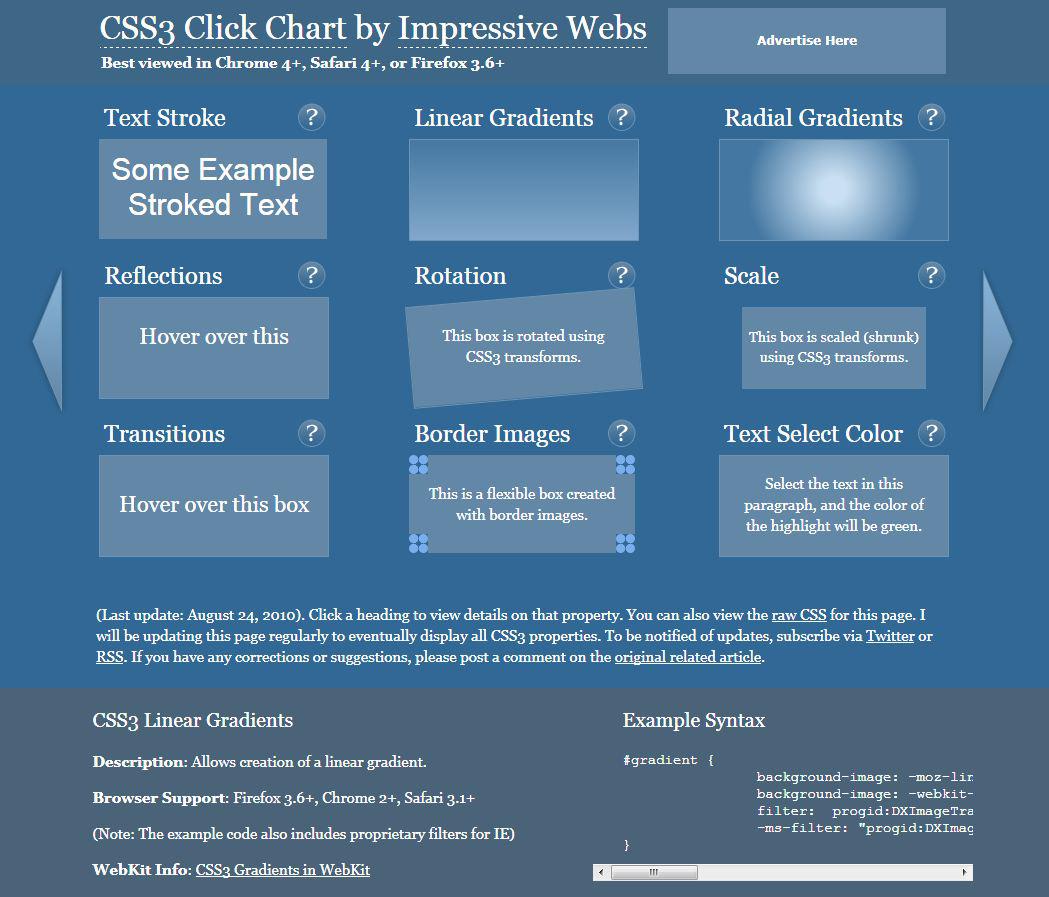 CSS3 Click Chart by Impressive Webs
Best viewed in Chrome 4+, Safari 4+, or Firefox 3.6+
Advertise Here
Text Stroke ?
Some Example
Stroked Text
Linear Gradients ?
Radial Gradients ?
Reflections ?
Hover over this
Rotation ?
This box is rotated using
CSS3 transforms.
Scale ?
This box is scaled (shrunk)
using CSS3 transforms.
Transitions ?
Hover over this box
Border Images ?
This is a flexible box created
with border images.
Text Select Color ?
Select the text in this
paragraph, and the color of
the highlight will be green.
(Last update: August 24, 2010). Click a heading to view details on that property. You can also view the raw CSS for this page. I
will be updating this page regularly to eventually display all CSS3 properties. To be notified of updates, subscribe via Twitter or
RSS. If you have any corrections or suggestions, please post a comment on the original related article.
CSS3 Linear Gradients
Description: Allows creation of a linear gradient.
Browser Support: Firefox 3.6+, Chrome 2+, Safari 3.1+
(Note: The example code also includes proprietary filters for IE)
WebKit Info: CSS3 Gradients in WebKit
Example Syntax
#gradient {
background-image: -moz-lin
background-image: -webkit-
filter:  progid:DXImageTra
-ms-filter: "progid:DXImag
}